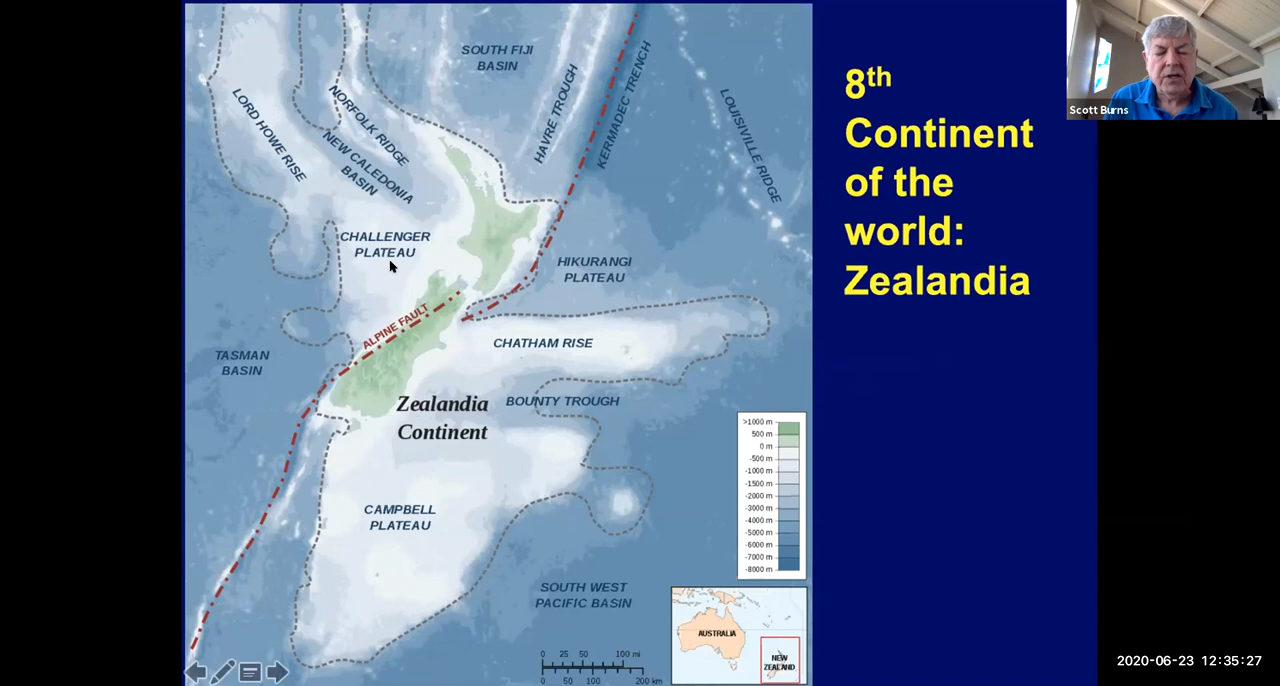 SOUTH FIJI
BASIN
HAVRE TROUGH
KERMADEC TRENCH
LOUISIVILLE RIDGE
LORD HOWE RISE
NORFOLK RIDGE
NEW CALEDONIA
BASIN
CHALLENGER
PLATEAU
HIKURANGI
PLATEAU
ALPINE FAULT
CHATHAM RISE
TASMAN
BASIN
Zealandia
Continent
BOUNTY TROUGH
CAMPBELL
PLATEAU
SOUTH WEST
PACIFIC BASIN
>1000 m
500 m
0 m
-500 m
-1000 m
-1500 m
-2000 m
-3000 m
-4000 m
-5000 m
-6000 m
-7000 m
-8000 m
AUSTRALIA
NEW
ZEALAND
0 25 50 100 mi
0 50 100 200 km
8th
Continent
of the
world:
Zealandia
Scott Burns
2020-06-23 12:35:27